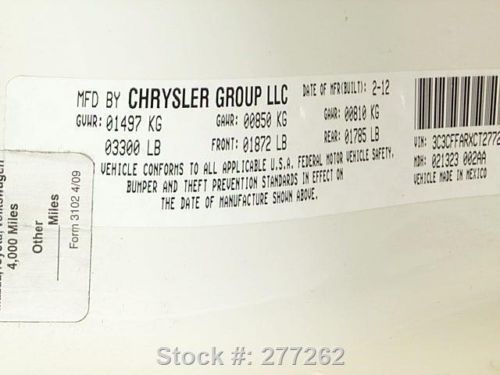 MFD BY CHRYSLER GROUP LLC
DATE OF MFR(BUILT): 2-12
GVWR: 01497 KG GAWR: 00850 KG GAWR: 00810 KG
03300 LB FRONT: 01872 LB REAR: 01785 LB
VEHICLE CONFORMS TO ALL APPLICABLE U.S.A. FEDERAL MOTOR VEHICLE SAFETY,
BUMPER AND THEFT PREVENTION STANDARDS IN EFFECT ON
THE DATE OF MANUFACTURE SHOWN ABOVE.
VIN: 3C3CFFARXCT2772
MDH: 021323 002AA
VEHICLE MADE IN MEXICO
4,000 Miles
Other
Miles
Form 3102 4/09
Stock #: 277262